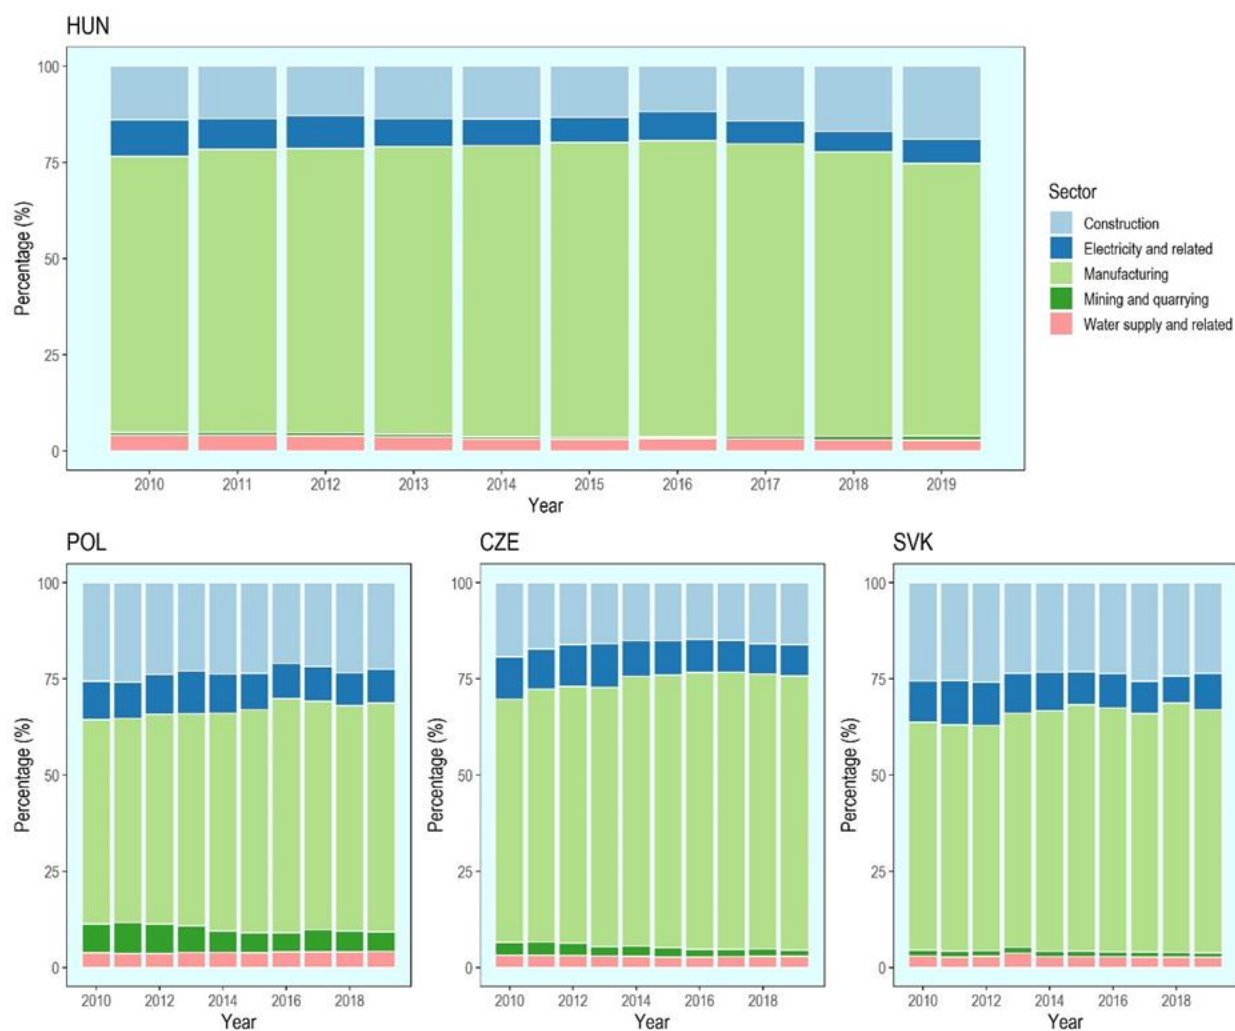 HUN
100
75
50
25
0
Percentage (%)
2010 2011 2012 2013 2014 2015 2016 2017 2018 2019
Year
Sector
Construction
Electricity and related
Manufacturing
Mining and quarrying
Water supply and related
POL
100
75
50
25
0
Percentage (%)
2010 2012 2014 2016 2018
Year
CZE
100
75
50
25
0
Percentage (%)
2010 2012 2014 2016 2018
Year
SVK
100
75
50
25
0
Percentage (%)
2010 2012 2014 2016 2018
Year